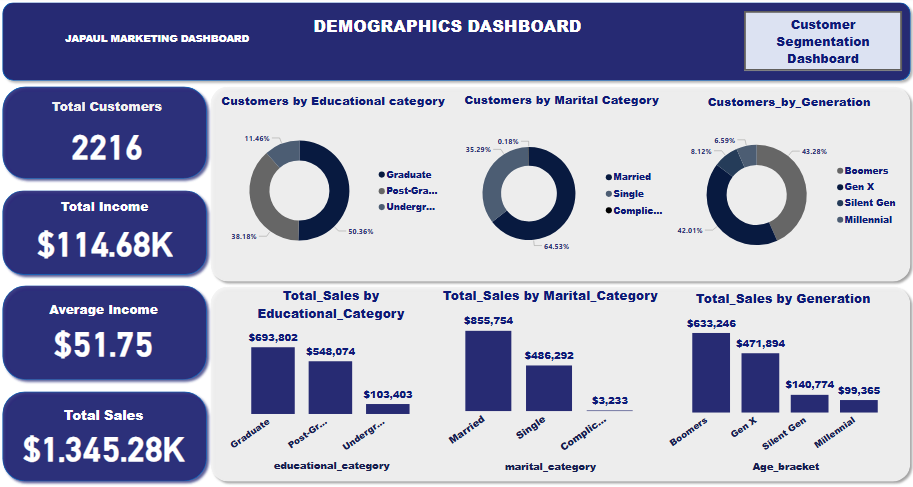 DEMOGRAPHICS DASHBOARD
JAPAUL MARKETING DASHBOARD
Customer
Segmentation
Dashboard
Total Customers
2216
Total Income
$114.68K
Average Income
$51.75
Total Sales
$1.345.28K
Customers by Educational category
11.46%
38.18%
50.36%
Graduate
Post-Gra...
Undergr...
Customers by Marital Category
0.18%
35.29%
64.53%
Married
Single
Complic...
Customers_by_Generation
6.59%
8.12%
43.28%
42.01%
Boomers
Gen X
Silent Gen
Millennial
Total_Sales by
Educational_Category
$693,802
$548,074
$103,403
Graduate
Post-Gr...
Undergr...
educational_category
Total_Sales by Marital_Category
$855,754
$486,292
$3,233
Married
Single
Complic...
marital_category
Total_Sales by Generation
$633,246
$471,894
$140,774
$99,365
Boomers
Gen X
Silent Gen
Millennial
Age_bracket